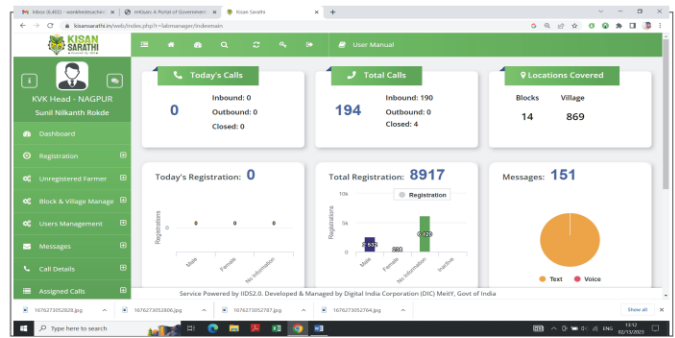 Inbox (6,403) - wankhedesachin
mKisan: A Portal of Government
Kisan Sarathi
kisansarathi.in/web/index.php?r=labmanager/indexmain
KISAN
SARATHI
User Manual
KVK Head - NAGPUR
Sunil Nilkanth Rokde
Dashboard
Registration
Unregistered Farmer
Block & Village Manage
Users Management
Messages
Call Details
Assigned Calls
Today's Calls
0
Inbound: 0
Outbound: 0
Closed: 0
Total Calls
194
Inbound: 190
Outbound: 0
Closed: 4
Locations Covered
Blocks Village
14 869
Today's Registration: 0
Registrations
0
0 0 0
Male Female No Information
Total Registration: 8917
Registration
Registrations
10k
5k
0
Male Female No Information Inactive
Messages: 151
Text Voice
Service Powered by IIDS2.0. Developed & Managed by Digital India Corporation (DIC) MeitY, Govt of India
1676273052828.jpg
1676273052806.jpg
1676273052787.jpg
1676273052764.jpg
Show all
Type here to search
ENG
13:12
02/11/2023